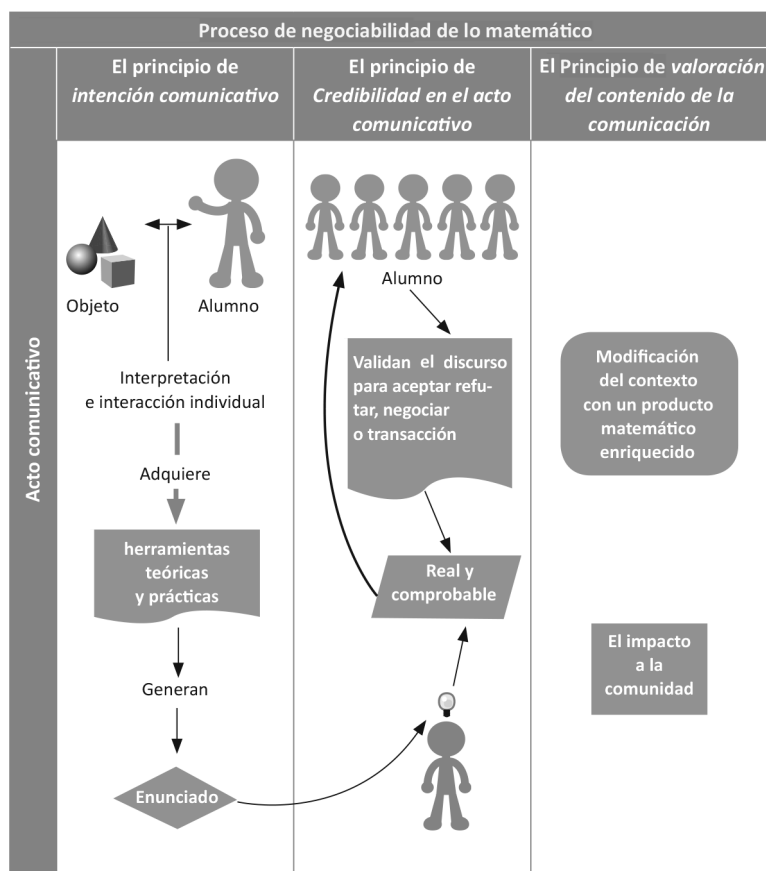 Proceso de negociabilidad de lo matemático
El principio de
intención comunicativo
El principio de
Credibilidad en el acto
comunicativo
El Principio de valoración
del contenido de la
comunicación
Acto comunicativo
Objeto
Alumno
Interpretación
e interacción individual
Adquiere
herramientas
teóricas
y prácticas
Generan
Enunciado
Alumno
Validan el discurso
para aceptar refu-
tar, negociar
o transacción
Real y
comprobable
Modificación
del contexto
con un producto
matemático
enriquecido
El impacto
a la
comunidad